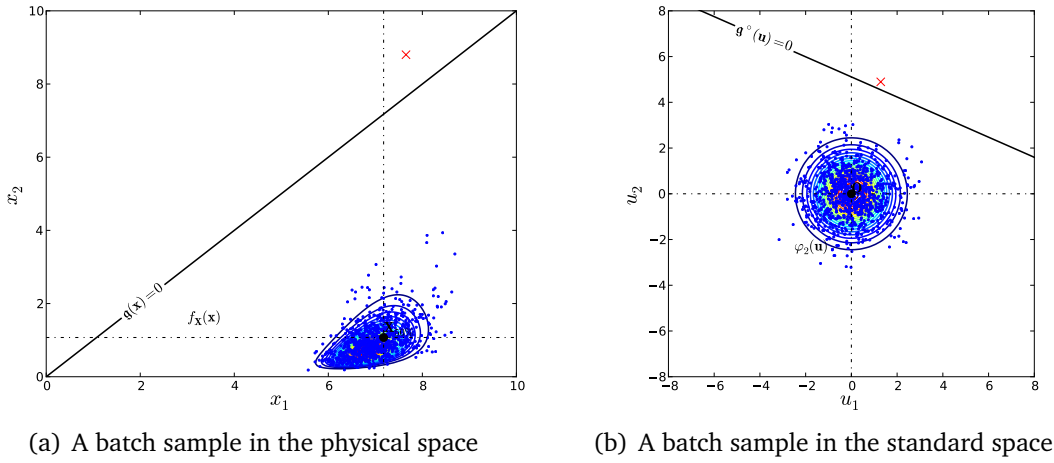 10
8
6
4
2
0
0 2 4 6 8 10
x₂
x₁
g(x)=0
f_X(x)
8
6
4
2
0
−2
−4
−6
−8
−8 −6 −4 −2 0 2 4 6 8
u₂
u₁
g°(u)=0
φ₂(u)
(a) A batch sample in the physical space
(b) A batch sample in the standard space